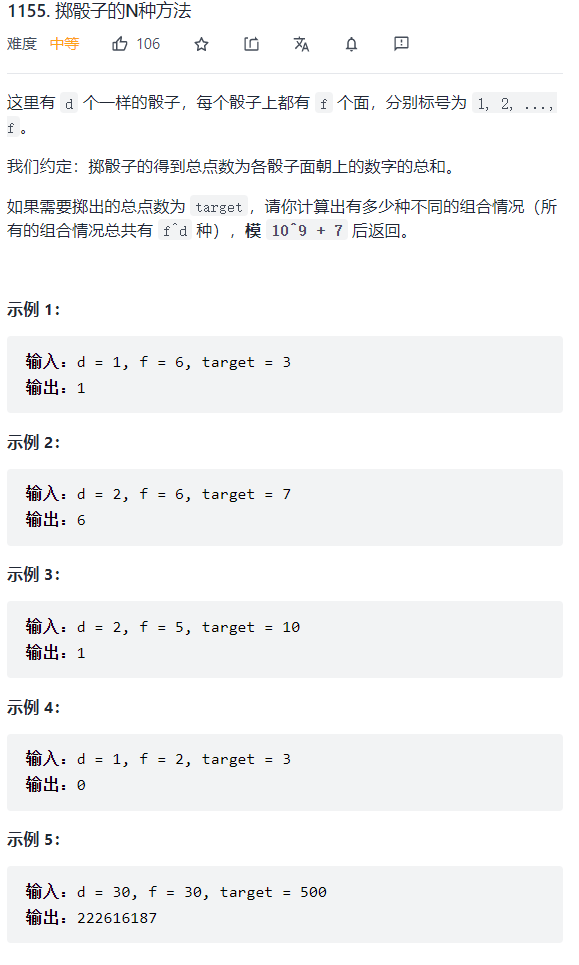 1155. 掷骰子的N种方法
难度 中等 106
这里有 d 个一样的骰子，每个骰子上都有 f 个面，分别标号为 1, 2, ...,
f 。
我们约定：掷骰子的得到总点数为各骰子面朝上的数字的总和。
如果需要掷出的总点数为 target，请你计算出有多少种不同的组合情况（所
有的组合情况总共有 f^d 种），模 10^9 + 7 后返回。
示例 1：
输入：d = 1, f = 6, target = 3
输出：1
示例 2：
输入：d = 2, f = 6, target = 7
输出：6
示例 3：
输入：d = 2, f = 5, target = 10
输出：1
示例 4：
输入：d = 1, f = 2, target = 3
输出：0
示例 5：
输入：d = 30, f = 30, target = 500
输出：222616187